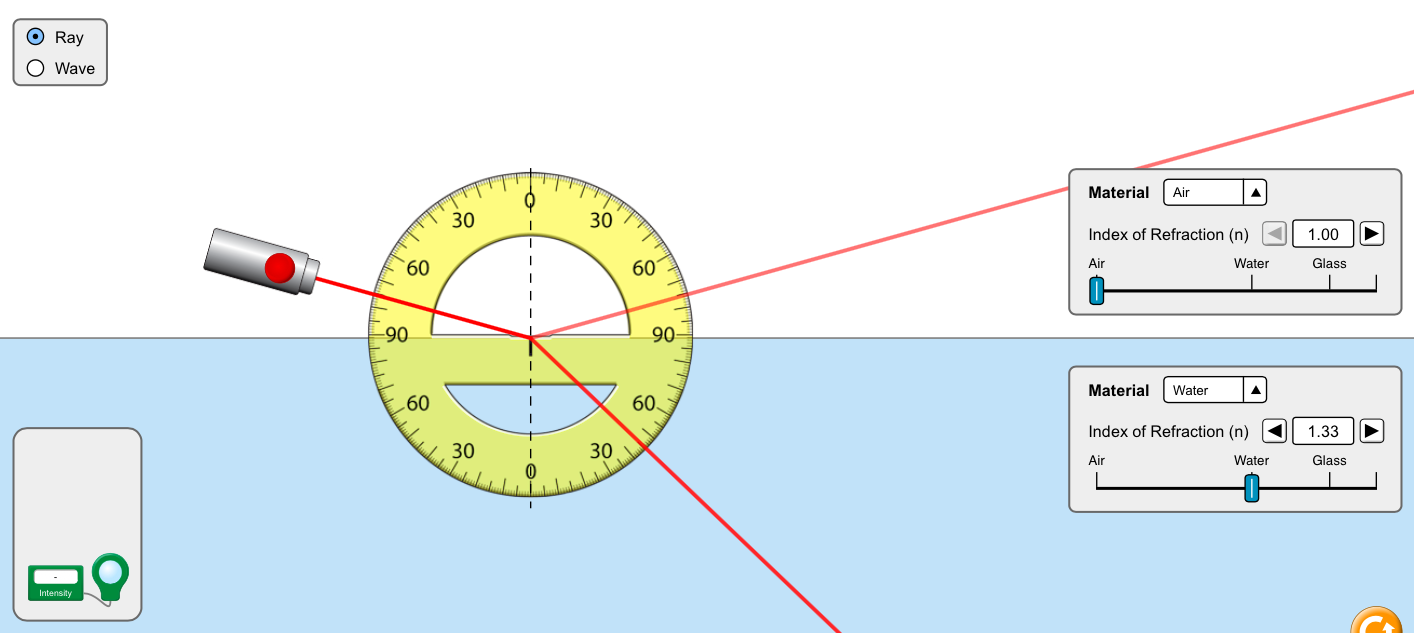 Ray
Wave
0
30 30
60 60
90 90
60 60
30 30
0
Material Air
Index of Refraction (n) 1.00
Air Water Glass
Material Water
Index of Refraction (n) 1.33
Air Water Glass
-
Intensity